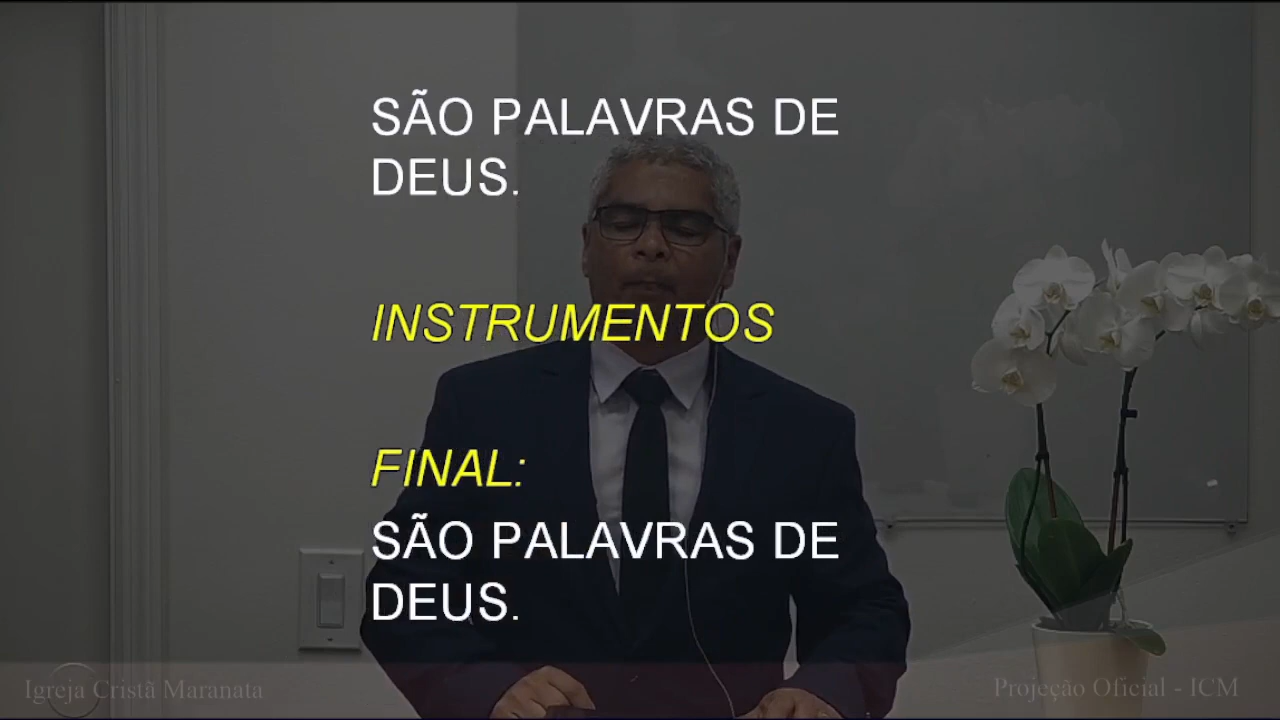 SÃO PALAVRAS DE
DEUS.
INSTRUMENTOS
FINAL:
SÃO PALAVRAS DE
DEUS.
Igreja Cristã Maranata
Projeção Oficial - ICM